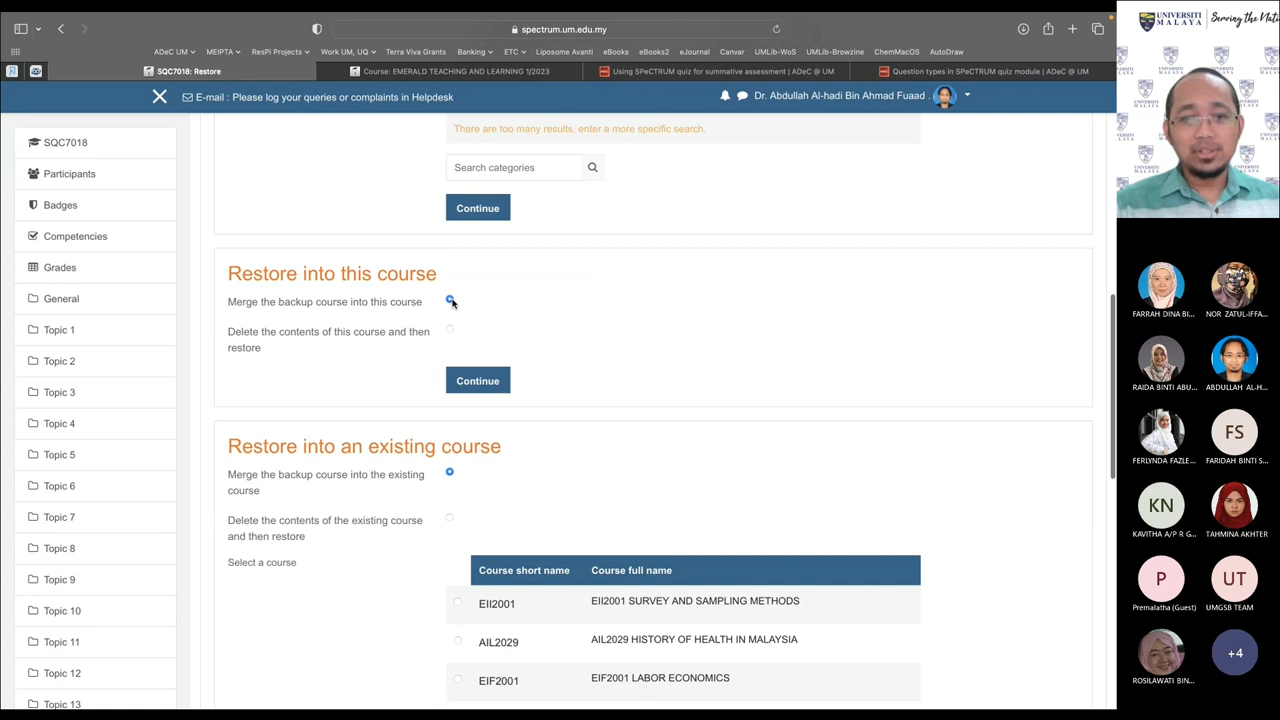 spectrum.um.edu.my
ADeC UM
MEIPTA
ResPi Projects
Work UM, UQ
Terra Viva Grants
Banking
ETC
Liposome Avanti
eBooks
eBooks2
eJournal
Canvar
UMLib-WoS
UMLib-Browzine
ChemMacOS
AutoDraw
SQC7018: Restore
Course: EMERALD TEACHING AND LEARNING 1/2023
Using SPeCTRUM quiz for summative assessment | ADeC @ UM
Question types in SPeCTRUM quiz module | ADeC @ UM
E-mail : Please log your queries or complaints in Helpdesk
Dr. Abdullah Al-hadi Bin Ahmad Fuaad .
SQC7018
Participants
Badges
Competencies
Grades
General
Topic 1
Topic 2
Topic 3
Topic 4
Topic 5
Topic 6
Topic 7
Topic 8
Topic 9
Topic 10
Topic 11
Topic 12
Topic 13
There are too many results, enter a more specific search.
Search categories
Continue
Restore into this course
Merge the backup course into this course
Delete the contents of this course and then
restore
Continue
Restore into an existing course
Merge the backup course into the existing
course
Delete the contents of the existing course
and then restore
Select a course
Course short name Course full name
EII2001 EII2001 SURVEY AND SAMPLING METHODS
AIL2029 AIL2029 HISTORY OF HEALTH IN MALAYSIA
EIF2001 EIF2001 LABOR ECONOMICS
UNIVERSITI
MALAYA
Serving the Nati
FARRAH DINA BI...
NOR ZATUL-IFFA...
RAIDA BINTI ABU...
ABDULLAH AL-H...
FERLYNDA FAZLE...
FS
FARIDAH BINTI S...
KN
KAVITHA A/P R G...
TAHMINA AKHTER
P
Premalatha (Guest)
UT
UMGSB TEAM
ROSILAWATI BIN...
+4